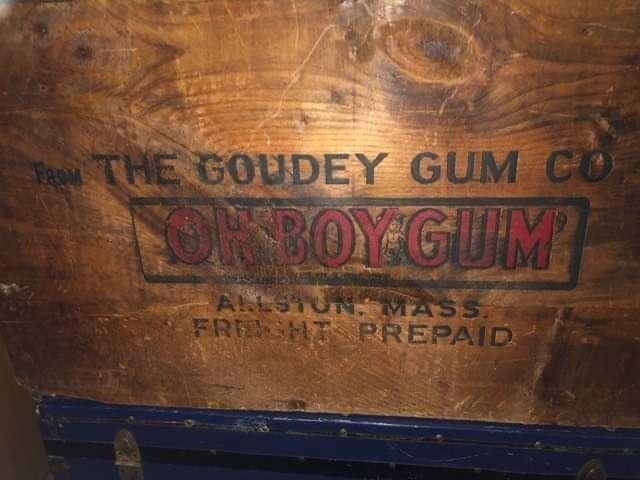 FROM THE GOUDEY GUM CO
OH BOY GUM
ALLSTON, MASS.
FREIGHT PREPAID